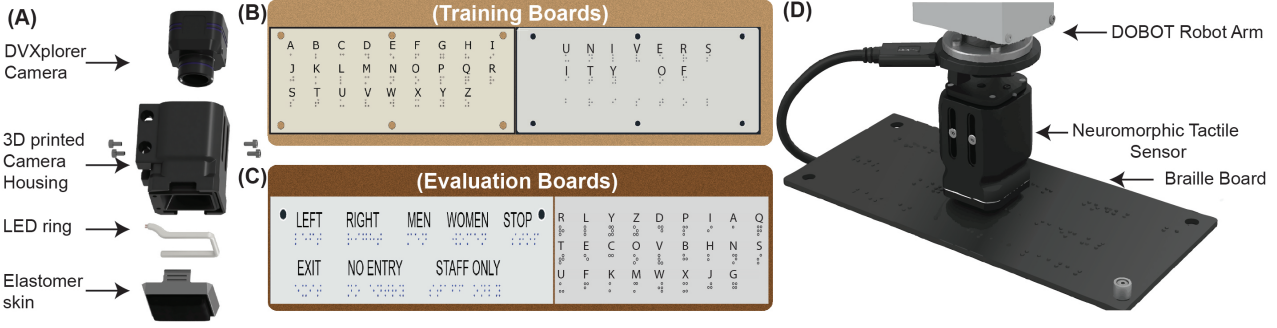 (A)
DVXplorer
Camera
3D printed
Camera
Housing
LED ring
Elastomer
skin
(B)
(Training Boards)
A B C D E F G H I
J K L M N O P Q R
S T U V W X Y Z
U N I V E R S
I T Y O F
(C)
(Evaluation Boards)
LEFT RIGHT MEN WOMEN STOP
EXIT NO ENTRY STAFF ONLY
R L Y Z D P I A Q
T E C O V B H N S
U F K M W X J G
(D)
DOBOT Robot Arm
Neuromorphic Tactile
Sensor
Braille Board